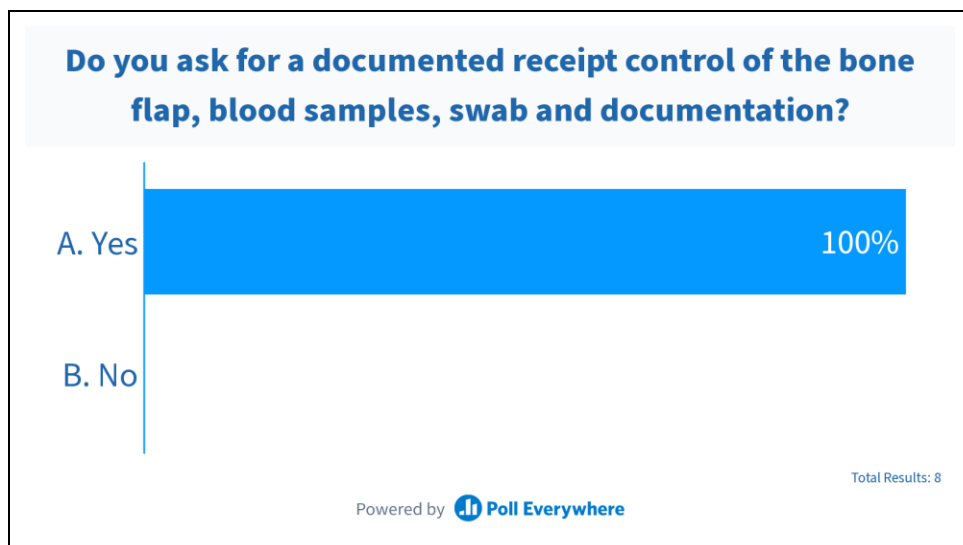 Do you ask for a documented receipt control of the bone
flap, blood samples, swab and documentation?
A. Yes
100%
B. No
Total Results: 8
Powered by Poll Everywhere